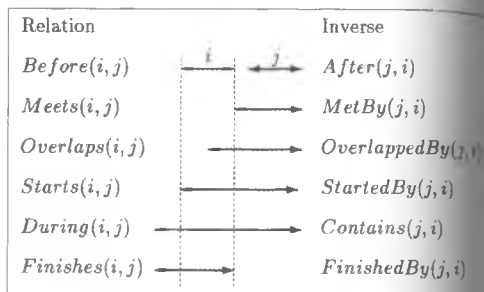 Relation Inverse
i j
Before(i, j) After(j, i)
Meets(i, j) MetBy(j, i)
Overlaps(i, j) OverlappedBy(j, i)
Starts(i, j) StartedBy(j, i)
During(i, j) Contains(j, i)
Finishes(i, j) FinishedBy(j, i)